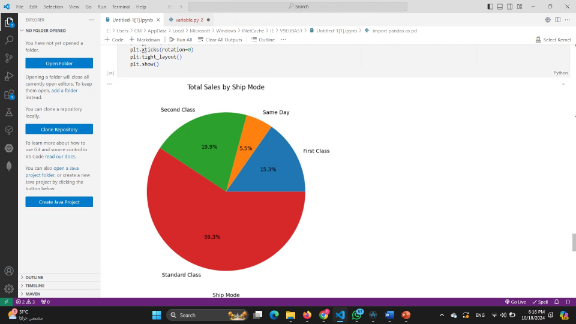 File Edit Selection View Go Run Terminal Help
Search
EXPLORER
Untitled-1(1).ipynb
variable.py 2
NO FOLDER OPENED
You have not yet opened a
folder.
Open Folder
Opening a folder will close all
currently open editors. To keep
them open, add a folder
instead.
You can clone a repository
locally.
Clone Repository
To learn more about how to
use Git and source control in
VS Code read our docs.
You can also open a Java
project folder, or create a new
Java project by clicking the
button below.
Create Java Project
OUTLINE
TIMELINE
MAVEN
Code Markdown Run All Clear All Outputs Outline
Select Kernel
plt.xticks(rotation=0)
plt.tight_layout()
plt.show()
Python
Total Sales by Ship Mode
Second Class
Same Day
First Class
19.9%
5.5%
15.3%
59.3%
Standard Class
Ship Mode
Go Live Spell
31°C
Search
ENG
6:16 PM
10/18/2024